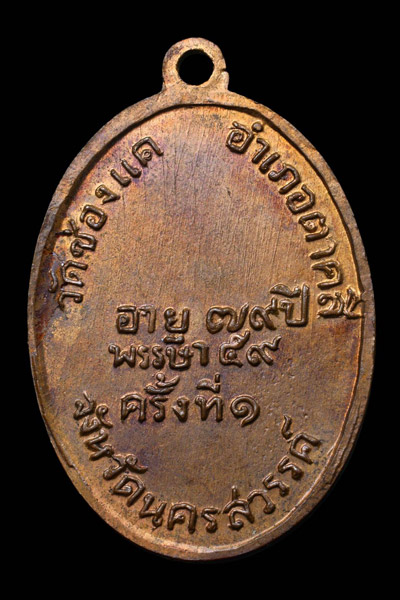 วัดช่องแค
อำเภอตาคลี
อายุ ๗๙ ปี
พรรษา ๕๙
ครั้งที่ ๑
จังหวัดนครสวรรค์